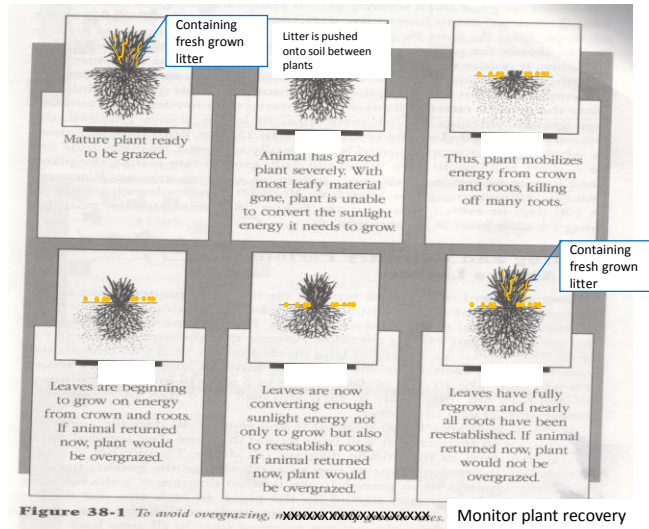 Containing
fresh grown
litter
Litter is pushed
onto soil between
plants
Mature plant ready
to be grazed.
Animal has grazed
plant severely. With
most leafy material
gone, plant is unable
to convert the sunlight
energy it needs to grow.
Thus, plant mobilizes
energy from crown
and roots, killing
off many roots.
Containing
fresh grown
litter
Leaves are beginning
to grow on energy
from crown and roots.
If animal returned
now, plant would
be overgrazed.
Leaves are now
converting enough
sunlight energy not
only to grow but also
to reestablish roots.
If animal returned
now, plant would
be overgrazed.
Leaves have fully
regrown and nearly
all roots have been
reestablished. If animal
returned now, plant
would not be
overgrazed.
Figure 38-1 To avoid overgrazing, Monitor plant recovery